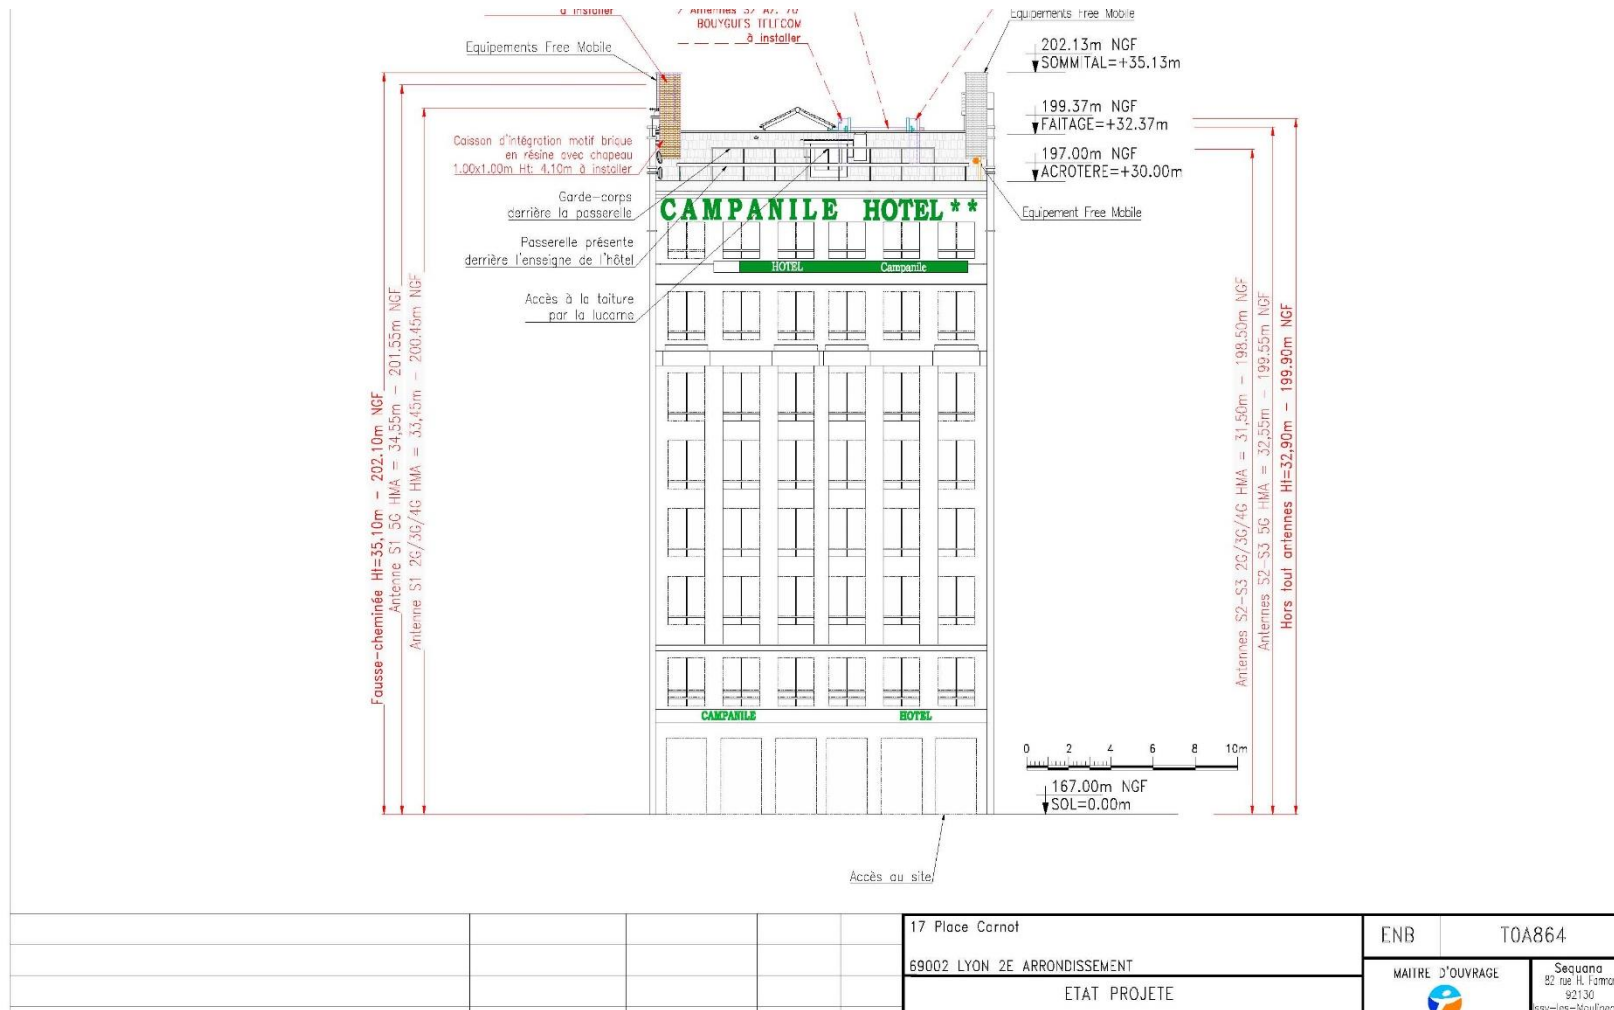 à installer
BOUYGUES TELECOM
à installer
Equipements Free Mobile
Equipements Free Mobile
202.13m NGF
SOMMITAL=+35.13m
199.37m NGF
FAITAGE=+32.37m
197.00m NGF
ACROTERE=+30.00m
Equipement Free Mobile
Caisson d'intégration motif brique
en résine avec chapeau
1.00x1.00m Ht: 4.10m à installer
Garde-corps
derrière la passerelle
Passerelle présente
derrière l'enseigne de l'hôtel
Accès à la toiture
par la lucarne
CAMPANILE HOTEL**
HOTEL Campanile
CAMPANILE HOTEL
Fausse-cheminée Ht=35,10m - 202.10m NGF
Antenne S1 5G HMA = 34,55m - 201.55m NGF
Antenne S1 2G/3G/4G HMA = 33,45m - 200.45m NGF
Antennes S2-S3 2G/3G/4G HMA = 31,50m - 198.50m NGF
Antennes S2-S3 5G HMA = 32,55m - 199.55m NGF
Hors tout antennes Ht=32,90m - 199.90m NGF
0 2 4 6 8 10m
167.00m NGF
SOL=0.00m
Accès au site
17 Place Carnot
69002 LYON 2E ARRONDISSEMENT
ETAT PROJETE
ENB T0A864
MAITRE D'OUVRAGE
Sequana
82 rue H. Farman
92130